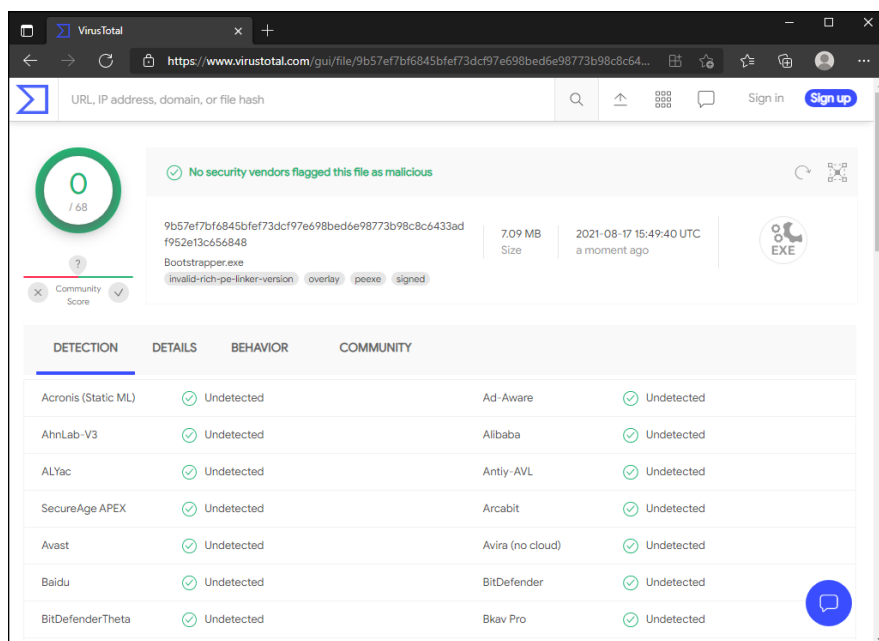 VirusTotal
https://www.virustotal.com/gui/file/9b57ef7bf6845bfef73dcf97e698bed6e98773b98c8c64...
URL, IP address, domain, or file hash
Sign in
Sign up
0
/ 68
No security vendors flagged this file as malicious
9b57ef7bf6845bfef73dcf97e698bed6e98773b98c8c6433ad
f952e13c656848
Bootstrapper.exe
invalid-rich-pe-linker-version overlay peexe signed
7.09 MB
Size
2021-08-17 15:49:40 UTC
a moment ago
EXE
?
Community
Score
DETECTION DETAILS BEHAVIOR COMMUNITY
Acronis (Static ML) Undetected Ad-Aware Undetected
AhnLab-V3 Undetected Alibaba Undetected
ALYac Undetected Antiy-AVL Undetected
SecureAge APEX Undetected Arcabit Undetected
Avast Undetected Avira (no cloud) Undetected
Baidu Undetected BitDefender Undetected
BitDefenderTheta Undetected Bkav Pro Undetected